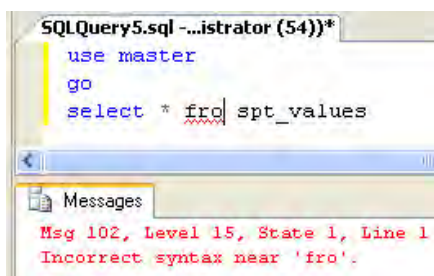 SQLQuery5.sql -...istrator (54))*
use master
go
select * fro spt_values
Messages
Msg 102, Level 15, State 1, Line 1
Incorrect syntax near 'fro'.